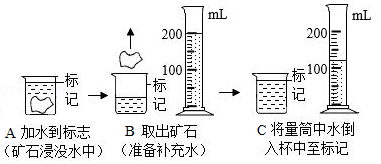 mL
200
100
标
记
标
记
mL
200
100
标
记
A 加水到标志
(矿石浸没水中)
B 取出矿石
(准备补充水)
C 将量筒中水倒
入杯中至标记